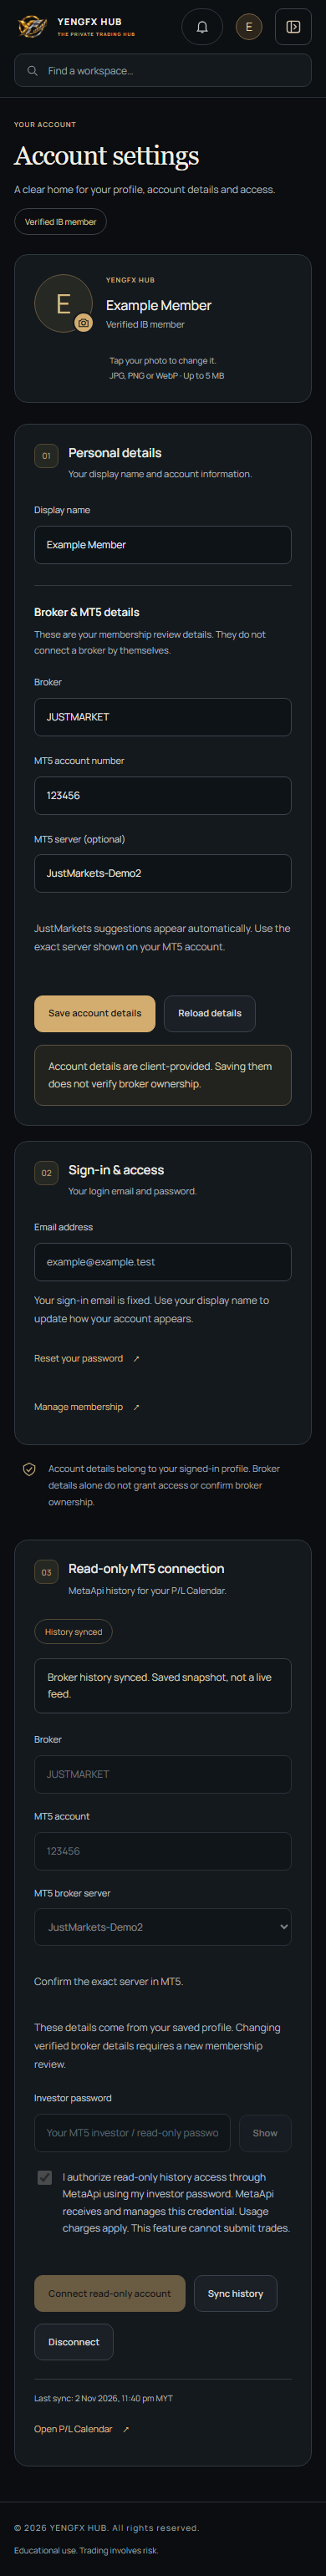 YENGFX HUB
THE PRIVATE TRADING HUB
E
Find a workspace...
YOUR ACCOUNT
Account settings
A clear home for your profile, account details and access.
Verified IB member
E
YENGFX HUB
Example Member
Verified IB member
Tap your photo to change it.
JPG, PNG or WebP · Up to 5 MB
01
Personal details
Your display name and account information.
Display name
Example Member
Broker & MT5 details
These are your membership review details. They do not
connect a broker by themselves.
Broker
JUSTMARKET
MT5 account number
123456
MT5 server (optional)
JustMarkets-Demo2
JustMarkets suggestions appear automatically. Use the
exact server shown on your MT5 account.
Save account details
Reload details
Account details are client-provided. Saving them
does not verify broker ownership.
02
Sign-in & access
Your login email and password.
Email address
example@example.test
Your sign-in email is fixed. Use your display name to
update how your account appears.
Reset your password ↗
Manage membership ↗
Account details belong to your signed-in profile. Broker
details alone do not grant access or confirm broker
ownership.
03
Read-only MT5 connection
MetaApi history for your P/L Calendar.
History synced
Broker history synced. Saved snapshot, not a live
feed.
Broker
JUSTMARKET
MT5 account
123456
MT5 broker server
JustMarkets-Demo2
Confirm the exact server in MT5.
These details come from your saved profile. Changing
verified broker details requires a new membership
review.
Investor password
Your MT5 investor / read-only passwo
Show
I authorize read-only history access through
MetaApi using my investor password. MetaApi
receives and manages this credential. Usage
charges apply. This feature cannot submit trades.
Connect read-only account
Sync history
Disconnect
Last sync: 2 Nov 2026, 11:40 pm MYT
Open P/L Calendar ↗
© 2026 YENGFX HUB. All rights reserved.
Educational use. Trading involves risk.